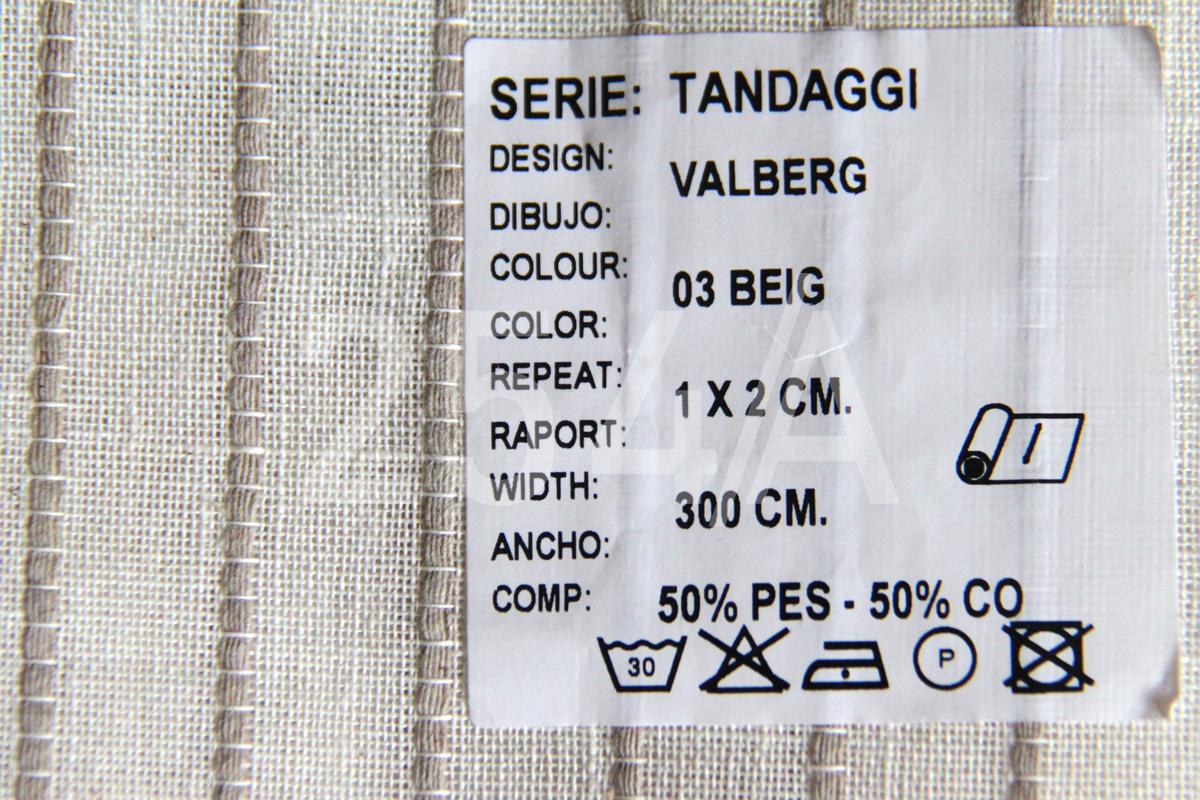 SERIE: TANDAGGI
DESIGN:
VALBERG
DIBUJO:
COLOUR:
03 BEIG
COLOR:
REPEAT:
1 X 2 CM.
RAPORT:
WIDTH:
300 CM.
ANCHO:
COMP: 50% PES - 50% CO
30 P
254/A